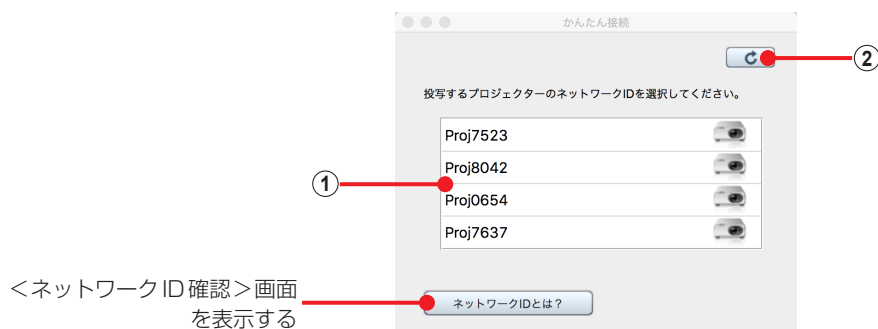 かんたん接続
②
投写するプロジェクターのネットワークIDを選択してください。
Proj7523
Proj8042
①
Proj0654
Proj7637
＜ネットワークID確認＞画面
を表示する
ネットワークIDとは？